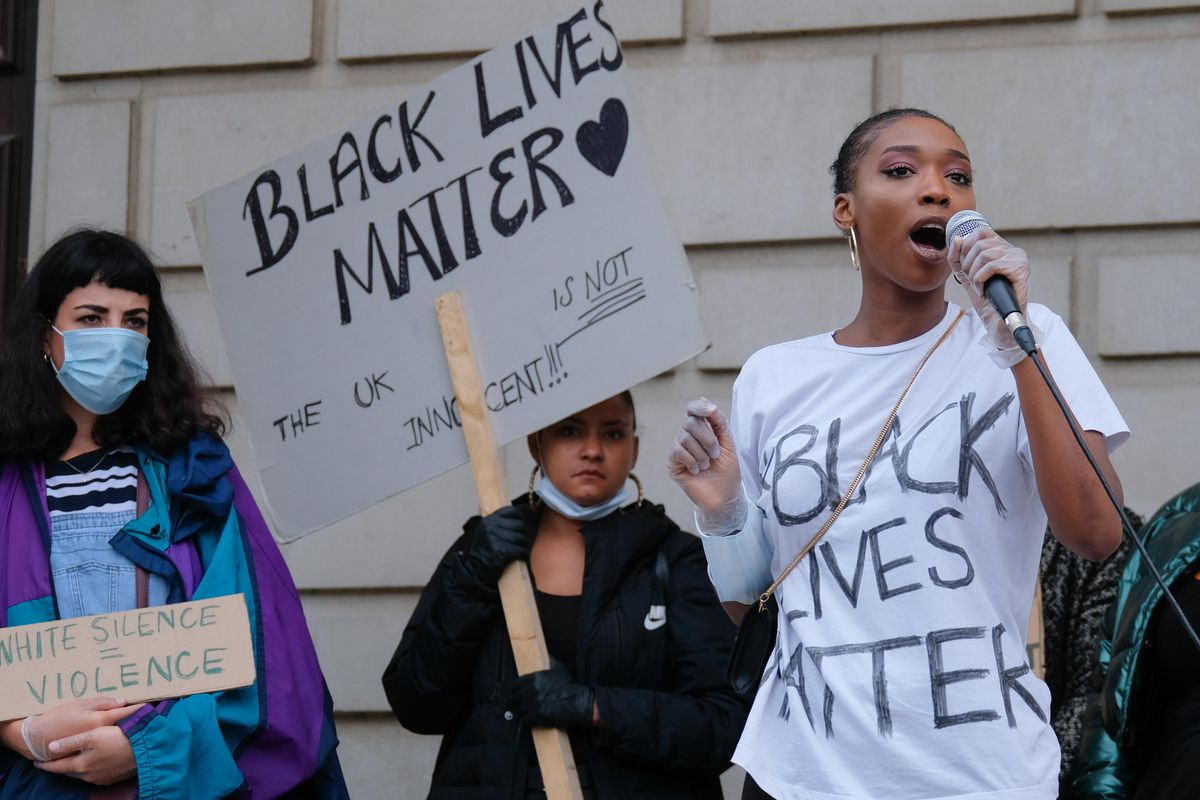 BLACK LIVES
MATTER ♥
THE UK IS NOT
INNOCENT!!!
WHITE SILENCE
=
VIOLENCE
BLACK
LIVES
MATTER